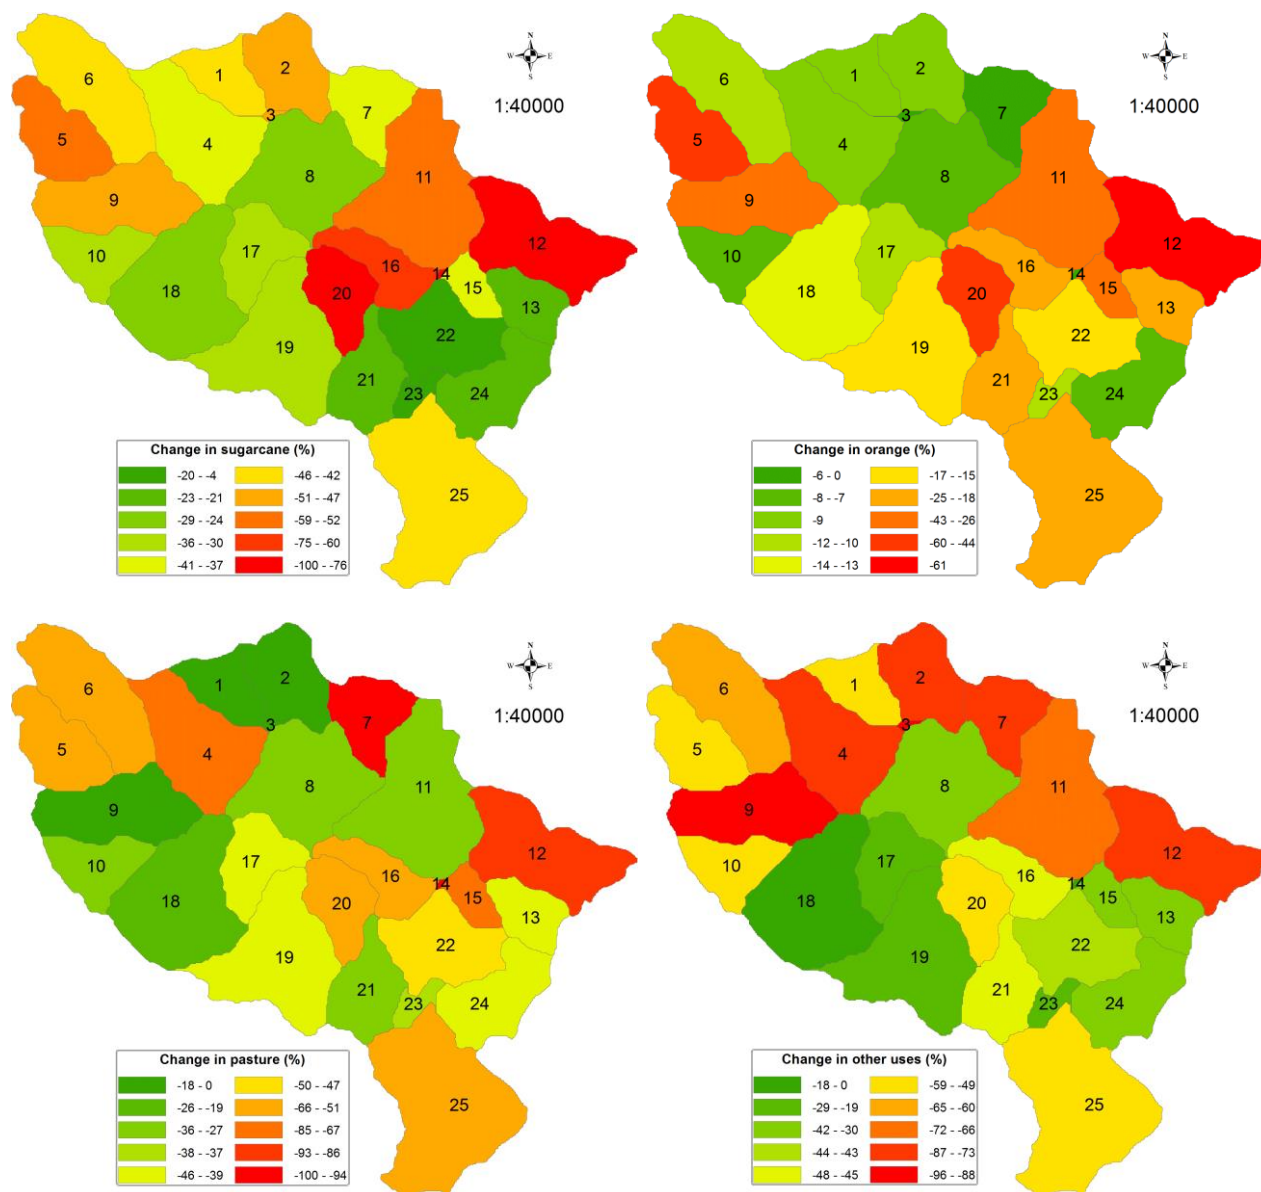 N
W E
S
1:40000
1
2
3
4
5
6
7
8
9
10
11
12
13
14
15
16
17
18
19
20
21
22
23
24
25
Change in sugarcane (%)
-20 - -4 -46 - -42
-23 - -21 -51 - -47
-29 - -24 -59 - -52
-36 - -30 -75 - -60
-41 - -37 -100 - -76
N
W E
S
1:40000
1
2
3
4
5
6
7
8
9
10
11
12
13
14
15
16
17
18
19
20
21
22
23
24
25
Change in orange (%)
-6 - 0 -17 - -15
-8 - -7 -25 - -18
-9 -43 - -26
-12 - -10 -60 - -44
-14 - -13 -61
N
W E
S
1:40000
1
2
3
4
5
6
7
8
9
10
11
12
13
14
15
16
17
18
19
20
21
22
23
24
25
Change in pasture (%)
-18 - 0 -50 - -47
-26 - -19 -66 - -51
-36 - -27 -85 - -67
-38 - -37 -93 - -86
-46 - -39 -100 - -94
N
W E
S
1:40000
1
2
3
4
5
6
7
8
9
10
11
12
13
14
15
16
17
18
19
20
21
22
23
24
25
Change in other uses (%)
-18 - 0 -59 - -49
-29 - -19 -65 - -60
-42 - -30 -72 - -66
-44 - -43 -87 - -73
-48 - -45 -96 - -88